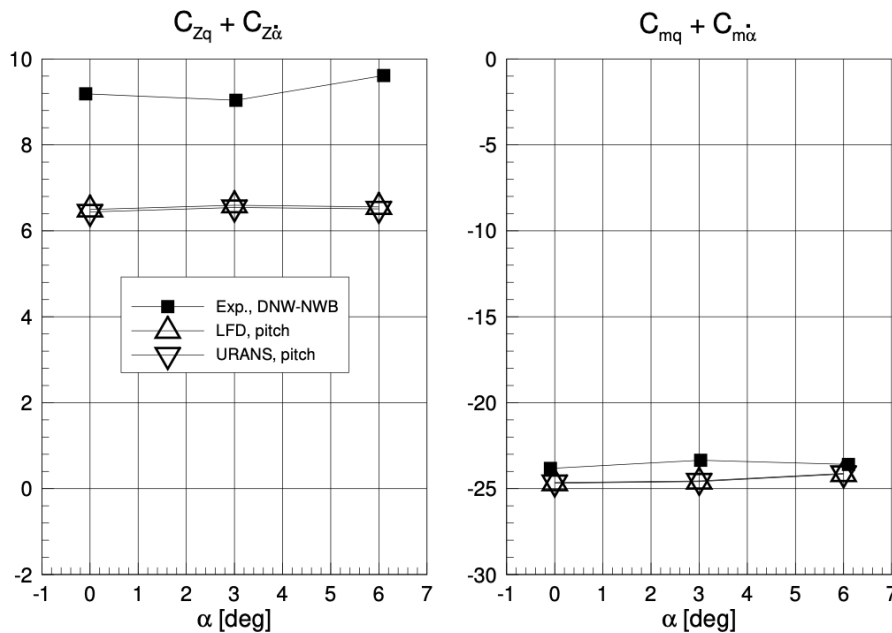 C_Zq + C_Zα̇
C_mq + C_mα̇
10
8
6
4
2
0
-2
-1 0 1 2 3 4 5 6 7
α [deg]
Exp., DNW-NWB
LFD, pitch
URANS, pitch
0
-5
-10
-15
-20
-25
-30
-1 0 1 2 3 4 5 6 7
α [deg]